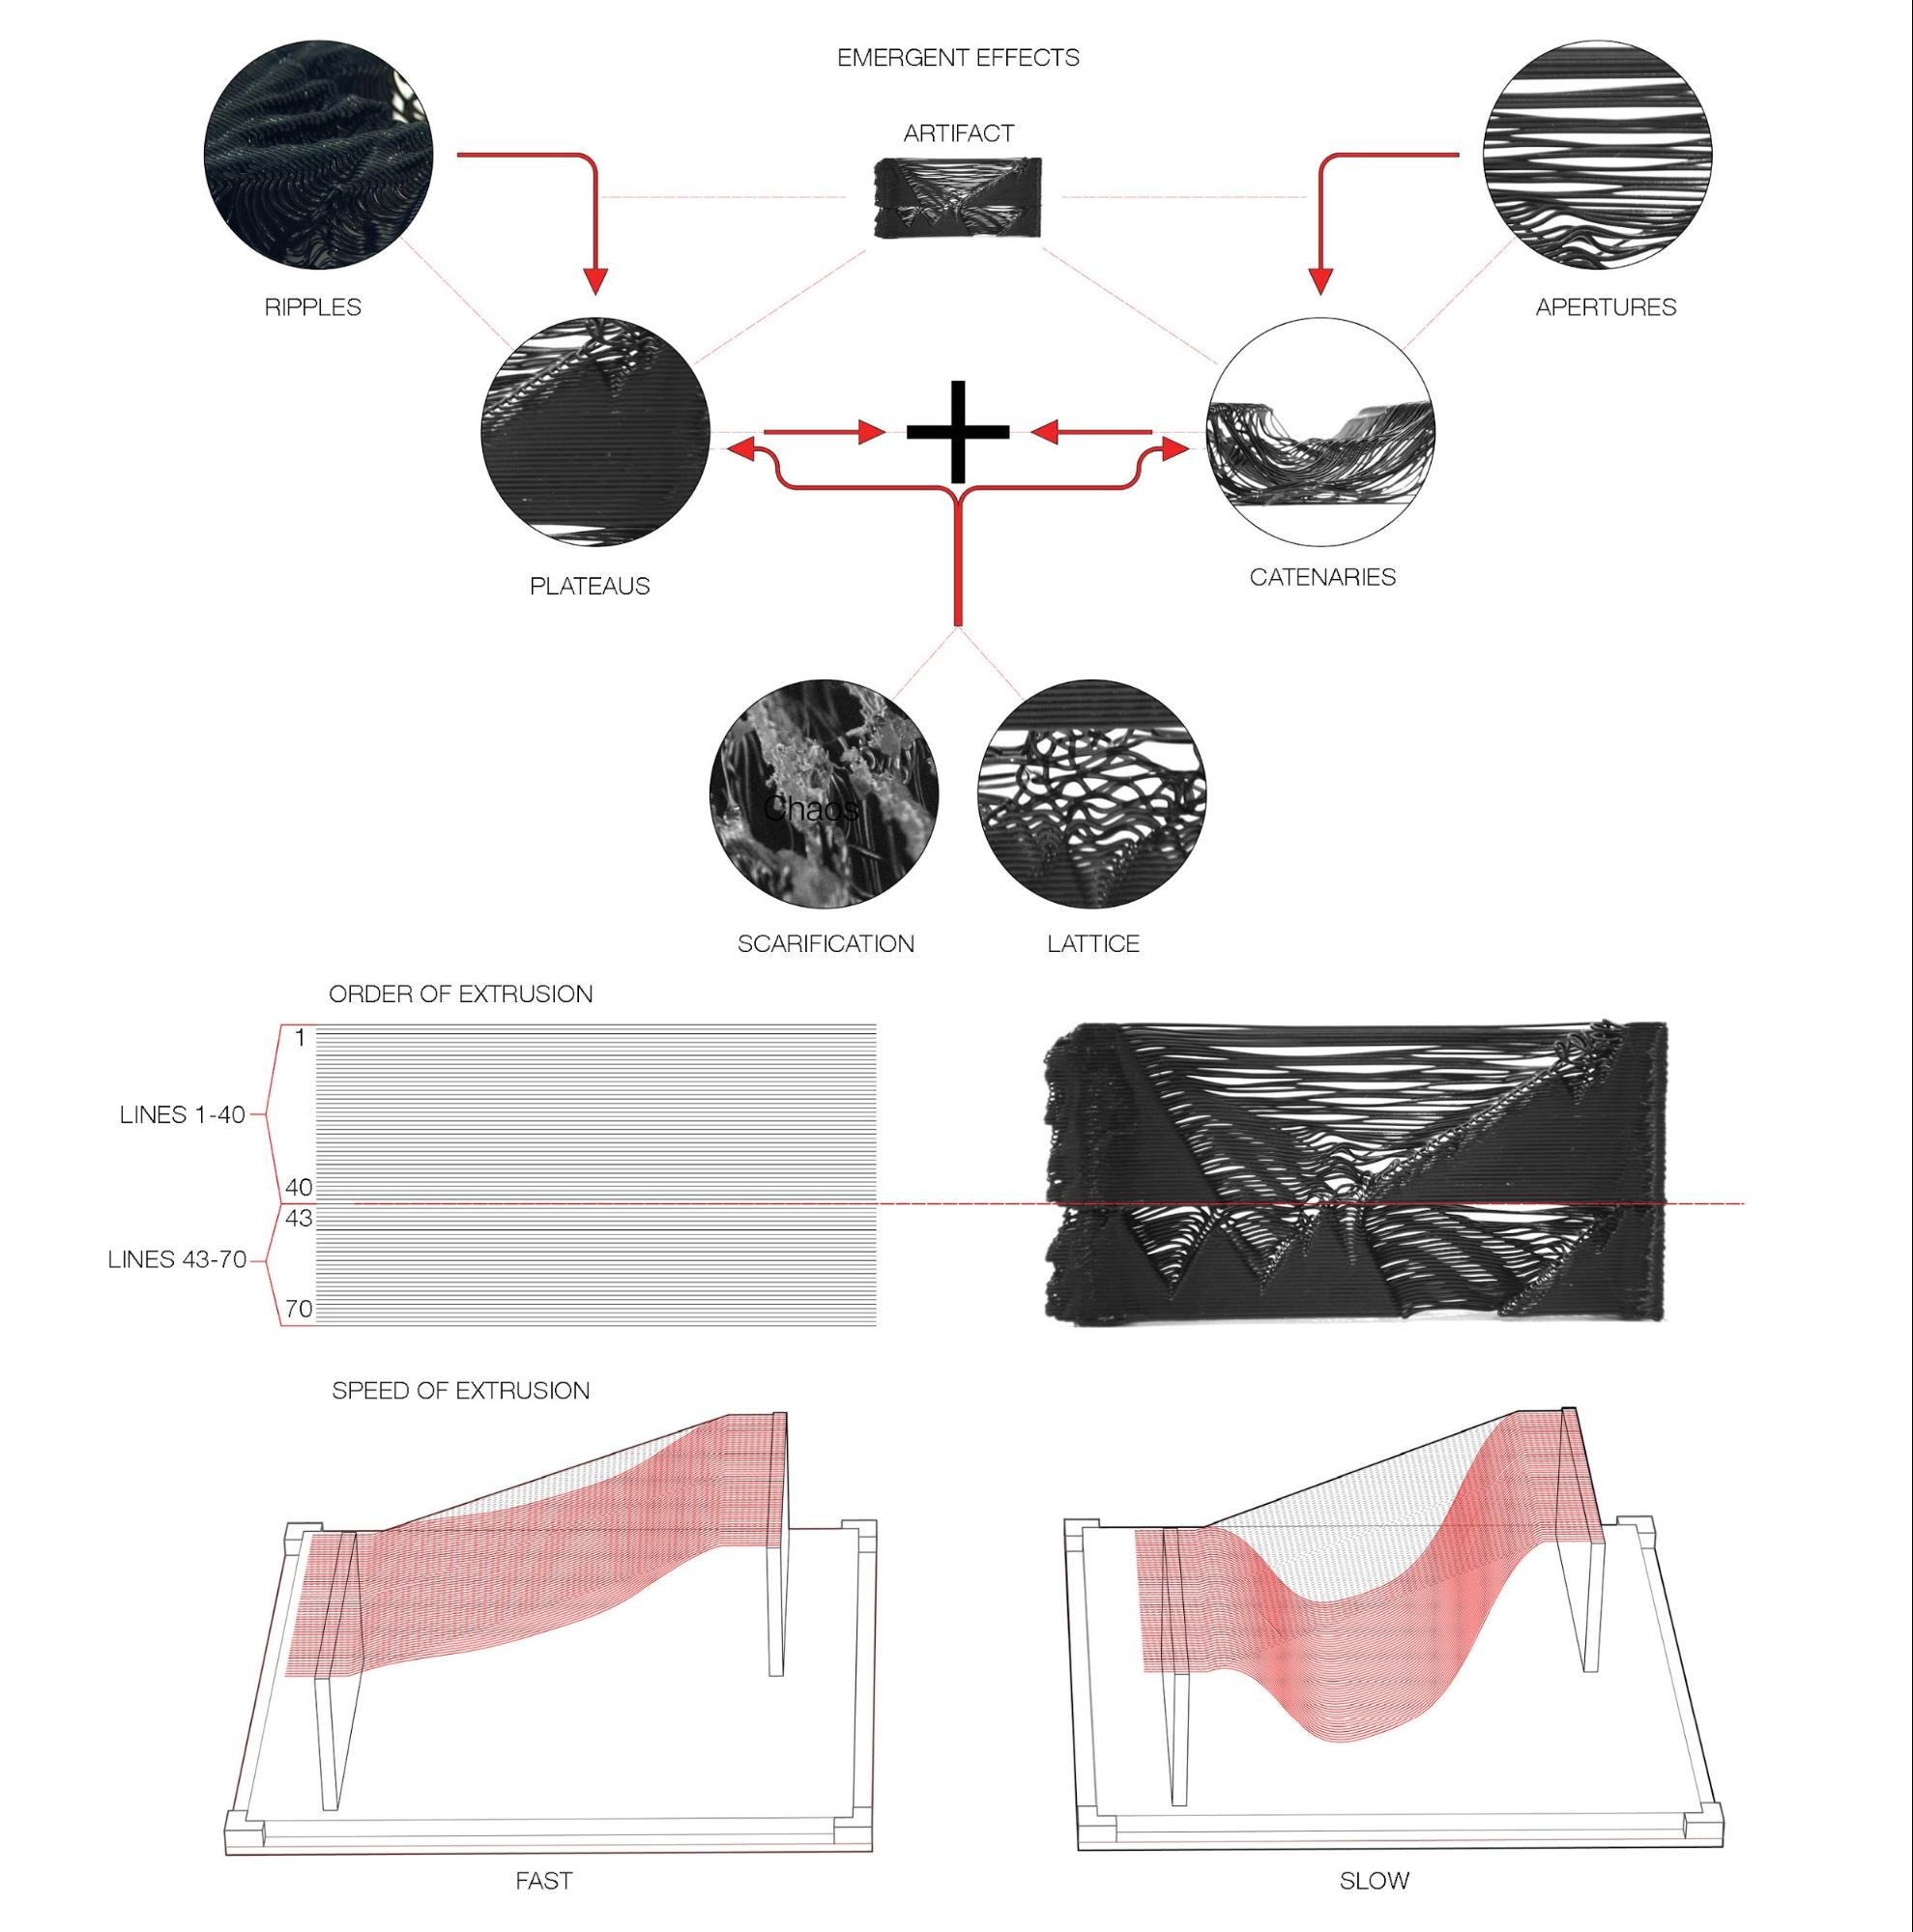 EMERGENT EFFECTS
ARTIFACT
RIPPLES
APERTURES
PLATEAUS
CATENARIES
Chaos
SCARIFICATION
LATTICE
ORDER OF EXTRUSION
1
LINES 1-40
40
43
LINES 43-70
70
SPEED OF EXTRUSION
FAST
SLOW